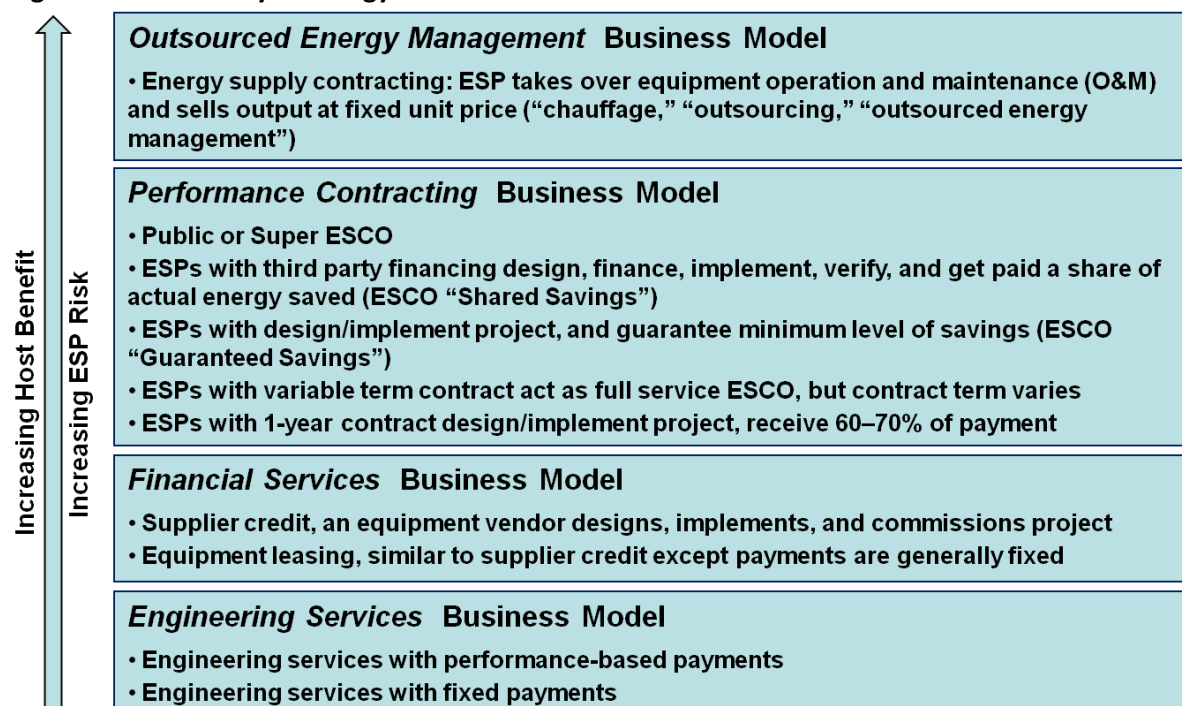 Outsourced Energy Management Business Model
• Energy supply contracting: ESP takes over equipment operation and maintenance (O&M)
and sells output at fixed unit price (“chauffage,” “outsourcing,” “outsourced energy
management”)
Performance Contracting Business Model
• Public or Super ESCO
• ESPs with third party financing design, finance, implement, verify, and get paid a share of
actual energy saved (ESCO “Shared Savings”)
• ESPs with design/implement project, and guarantee minimum level of savings (ESCO
“Guaranteed Savings”)
• ESPs with variable term contract act as full service ESCO, but contract term varies
• ESPs with 1-year contract design/implement project, receive 60–70% of payment
Financial Services Business Model
• Supplier credit, an equipment vendor designs, implements, and commissions project
• Equipment leasing, similar to supplier credit except payments are generally fixed
Engineering Services Business Model
• Engineering services with performance-based payments
• Engineering services with fixed payments
Increasing Host Benefit
Increasing ESP Risk